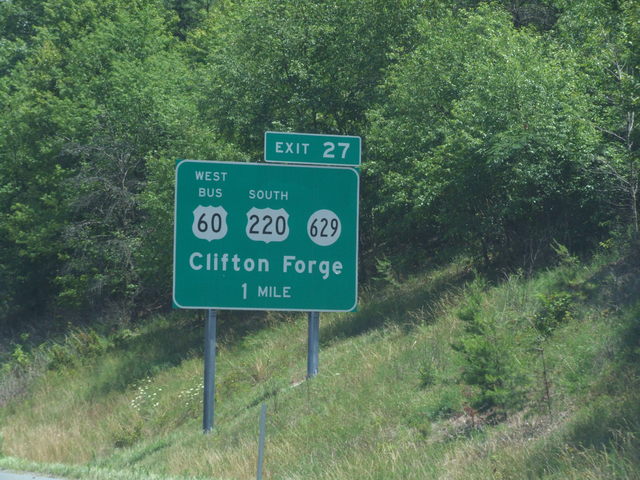 EXIT 27
WEST
BUS SOUTH
60 220 629
Clifton Forge
1 MILE